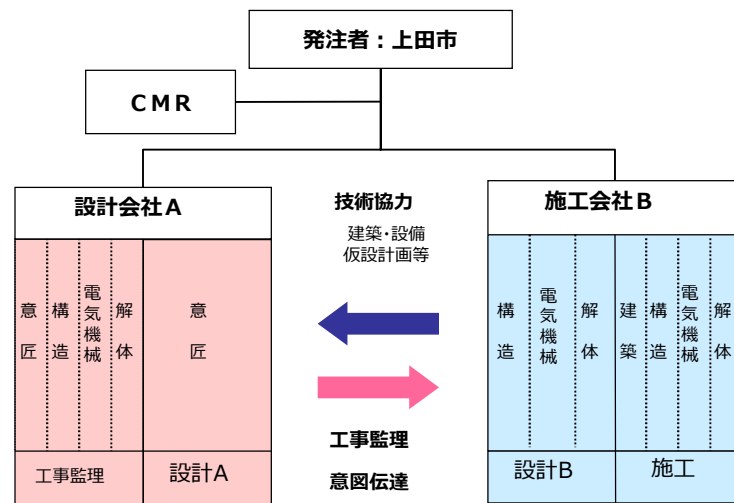 発注者：上田市
CMR
設計会社A
技術協力
建築・設備
仮設計画等
施工会社B
意匠
構造
電気機械
解体
意匠
構造
電気機械
解体
建築
構造
電気機械
解体
工事監理
意図伝達
工事監理
設計A
設計B
施工